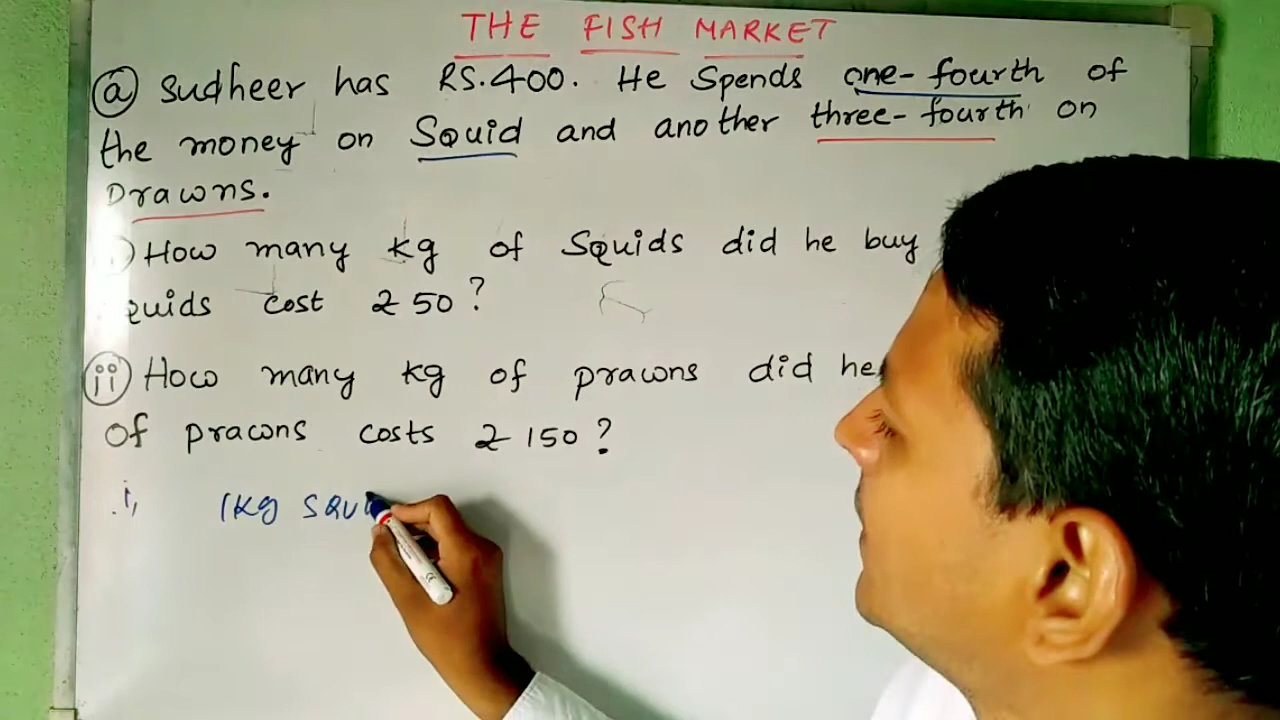 THE FISH MARKET
ⓐ Sudheer has RS.400. He Spends one-fourth of
the money on Squid and another three-fourth on
Prawns.
) How many kg of Squids did he buy
quids cost ₹ 50?
ⓘⓘ How many kg of prawns did he
of prawns costs ₹ 150?
i, 1kg squ